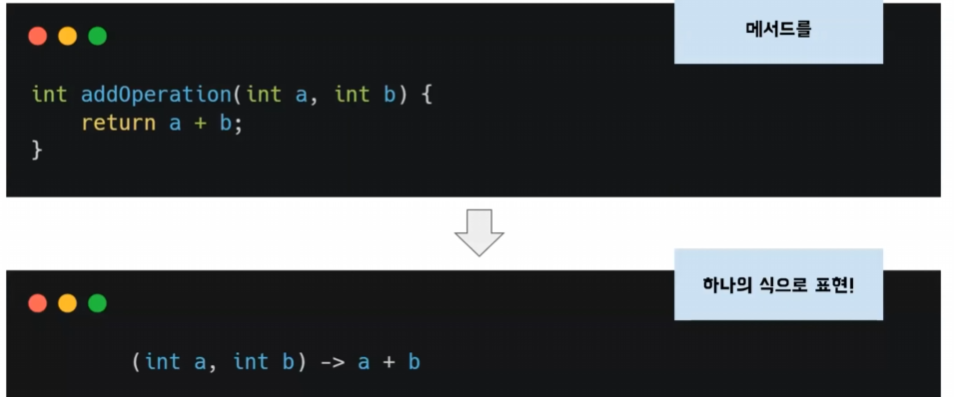 메서드를
int addOperation(int a, int b) {
    return a + b;
}
하나의 식으로 표현!
(int a, int b) -> a + b